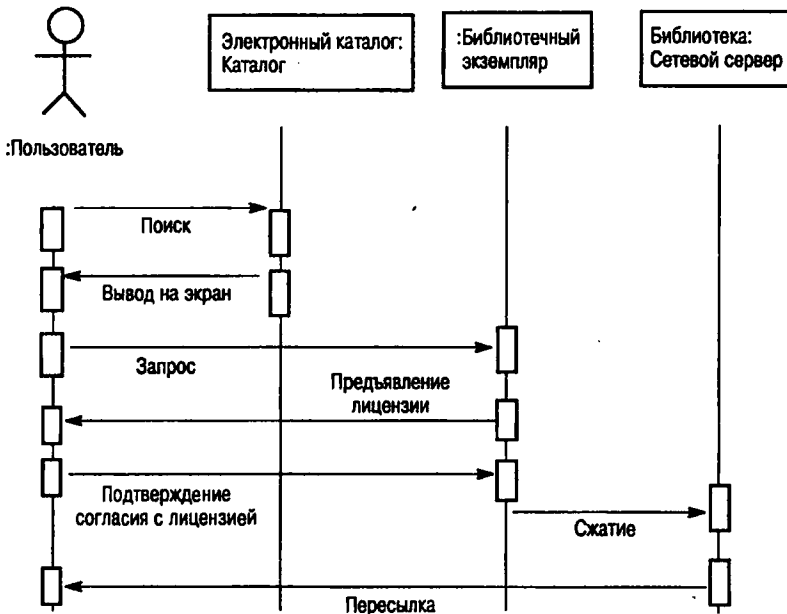 Электронный каталог:
Каталог
:Библиотечный
экземпляр
Библиотека:
Сетевой сервер
:Пользователь
Поиск
Вывод на экран
Запрос
Предъявление
лицензии
Подтверждение
согласия с лицензией
Сжатие
Пересылка